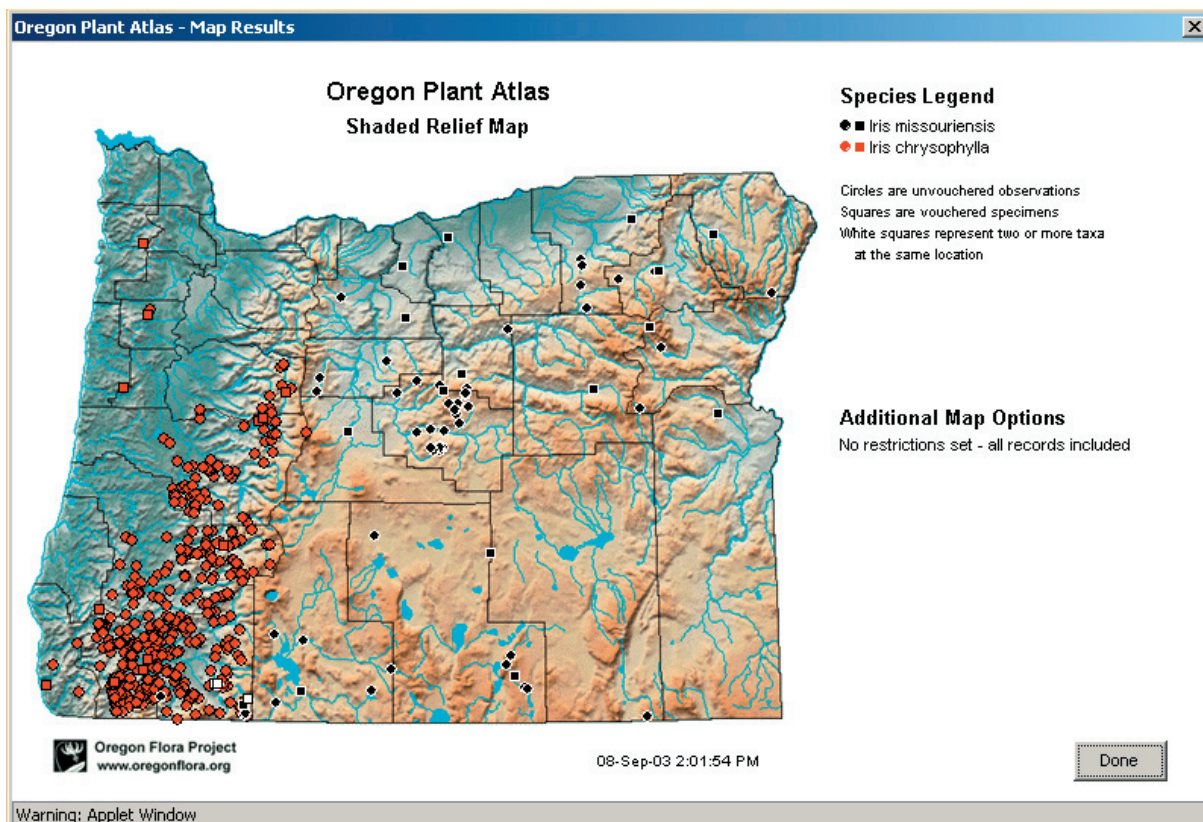 Oregon Plant Atlas - Map Results
Oregon Plant Atlas
Shaded Relief Map
Species Legend
Iris missouriensis
Iris chrysophylla
Circles are unvouchered observations
Squares are vouchered specimens
White squares represent two or more taxa
at the same location
Additional Map Options
No restrictions set - all records included
Oregon Flora Project
www.oregonflora.org
08-Sep-03 2:01:54 PM
Done
Warning: Applet Window